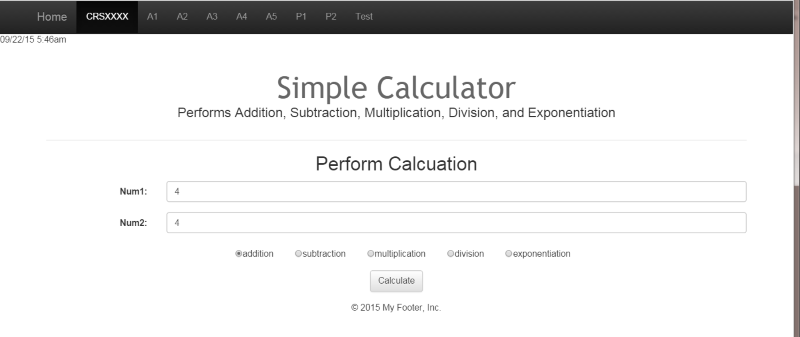 Home CRSXXXX A1 A2 A3 A4 A5 P1 P2 Test
09/22/15 5:46am
Simple Calculator
Performs Addition, Subtraction, Multiplication, Division, and Exponentiation
Perform Calcuation
Num1: 4
Num2: 4
addition subtraction multiplication division exponentiation
Calculate
© 2015 My Footer, Inc.